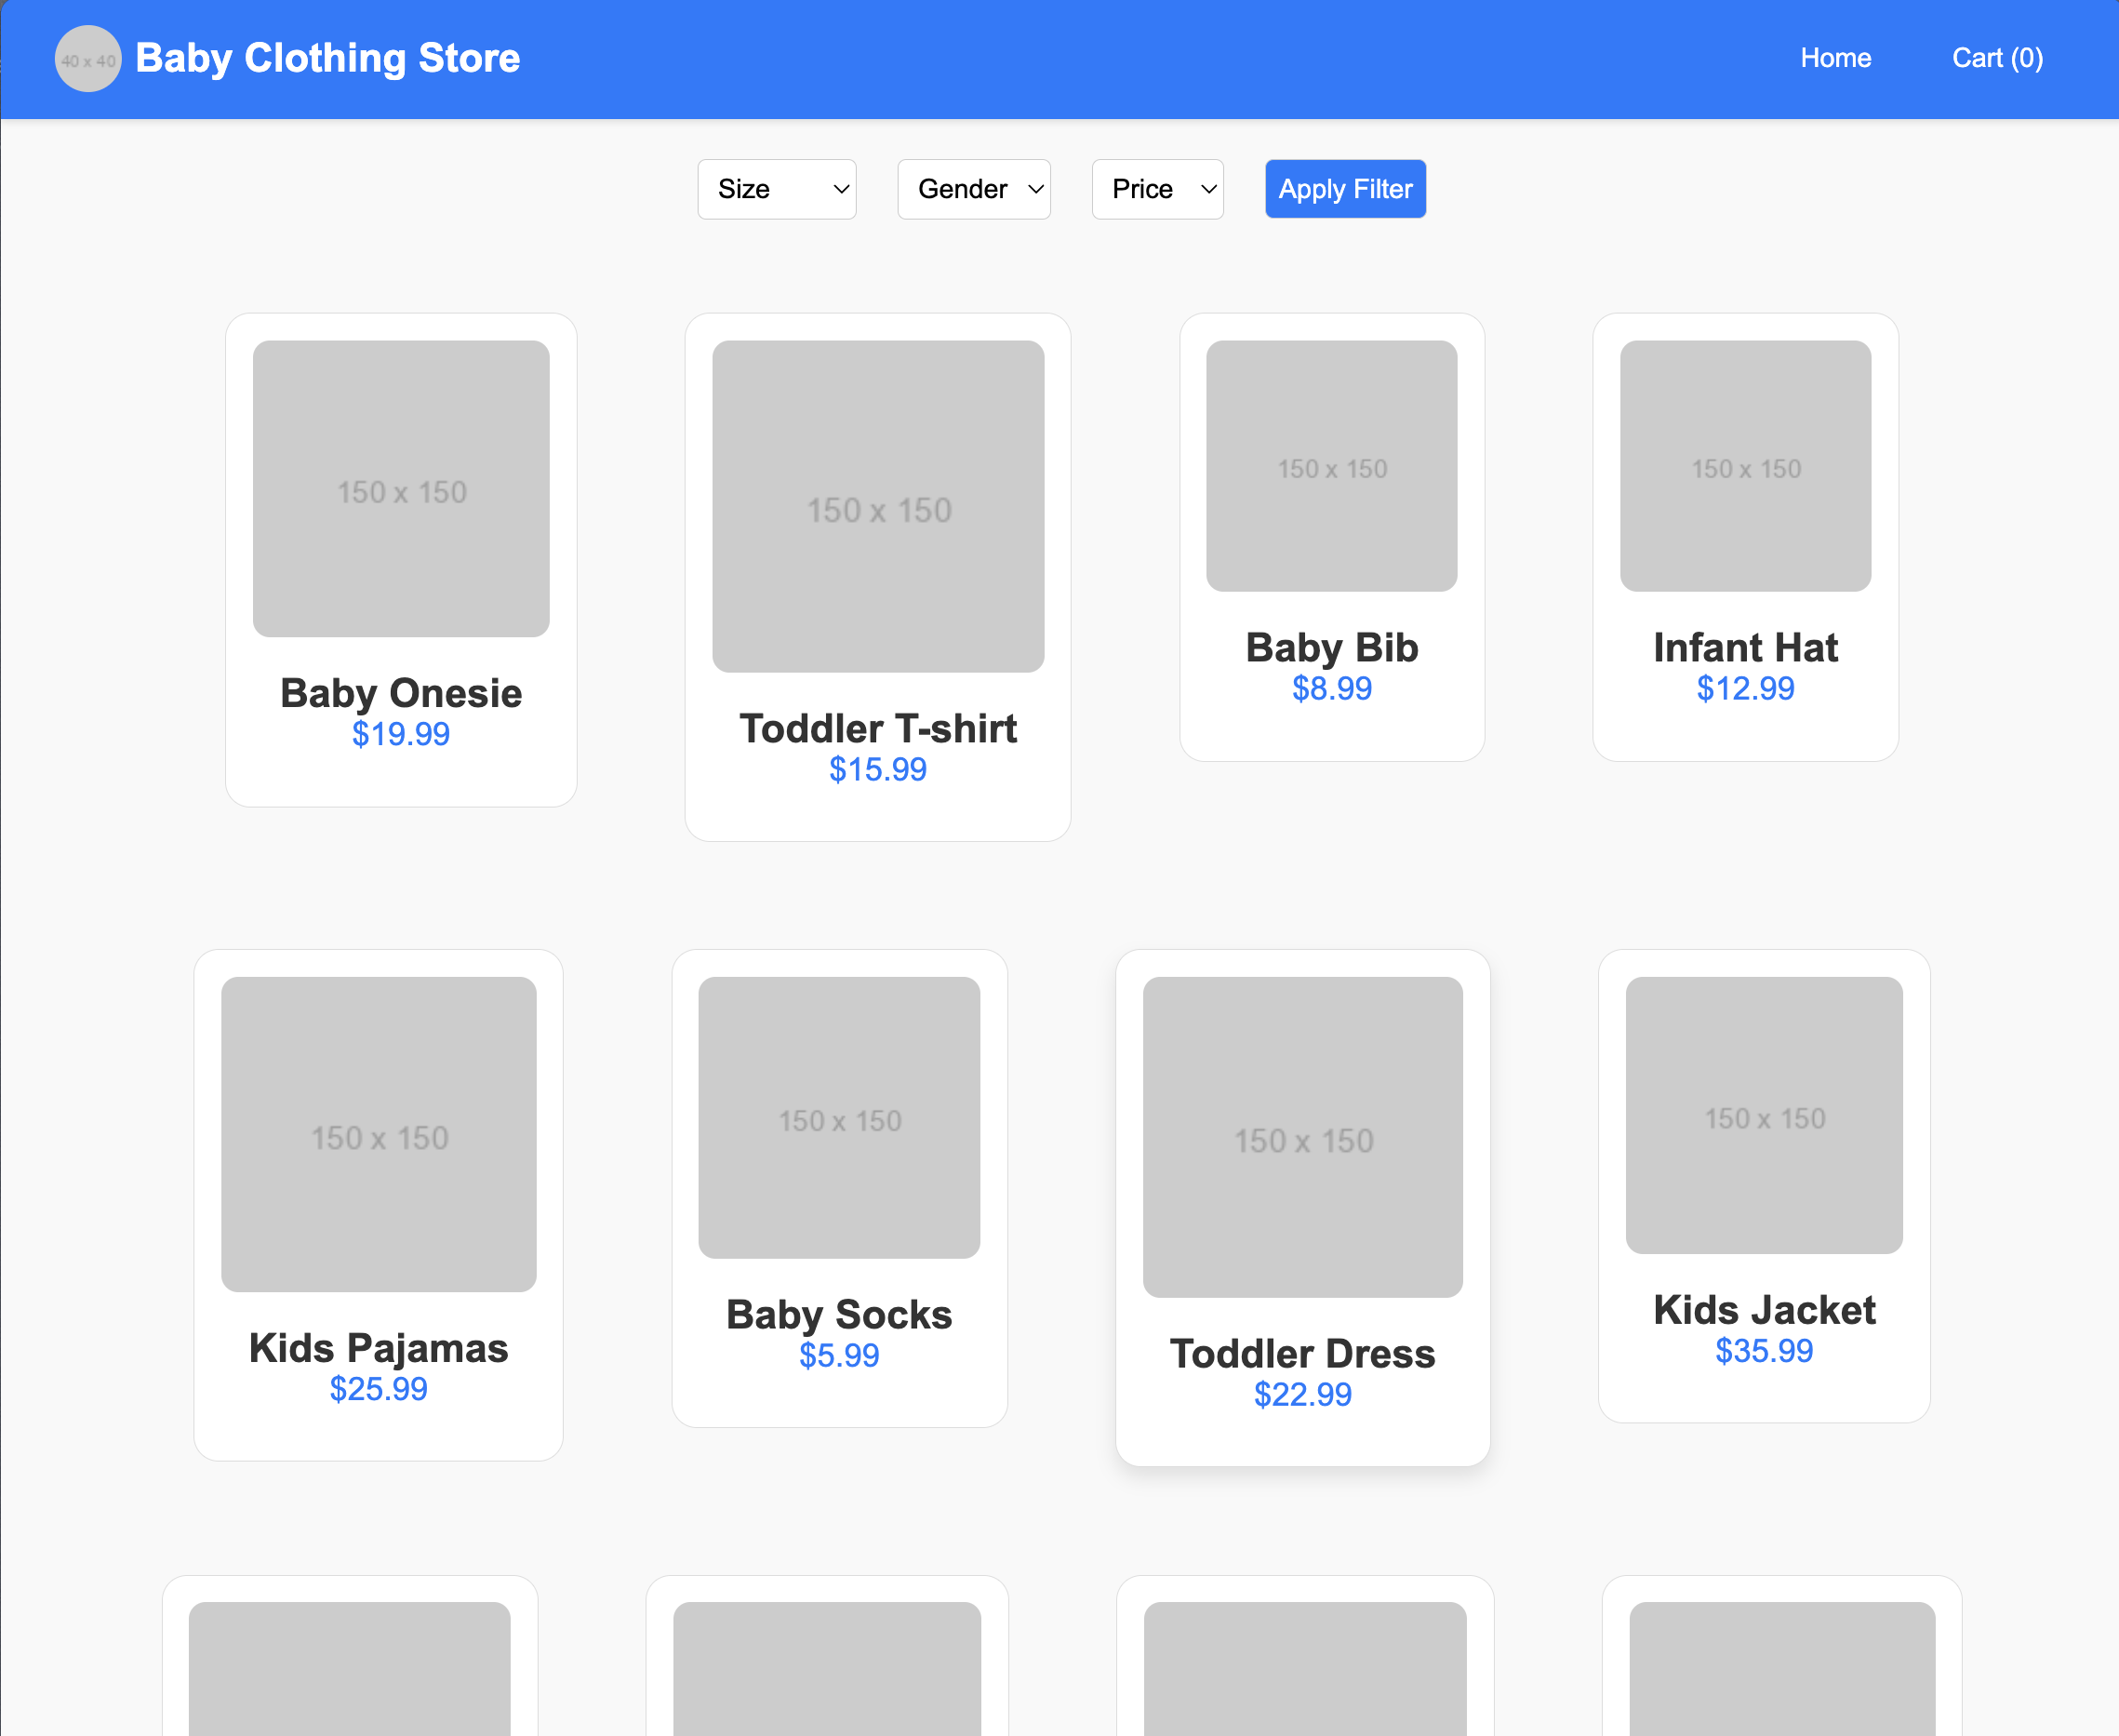 40 x 40
Baby Clothing Store
Home
Cart (0)
Size
Gender
Price
Apply Filter
150 x 150
150 x 150
150 x 150
150 x 150
Baby Onesie
$19.99
Toddler T-shirt
$15.99
Baby Bib
$8.99
Infant Hat
$12.99
150 x 150
150 x 150
150 x 150
150 x 150
Kids Pajamas
$25.99
Baby Socks
$5.99
Toddler Dress
$22.99
Kids Jacket
$35.99